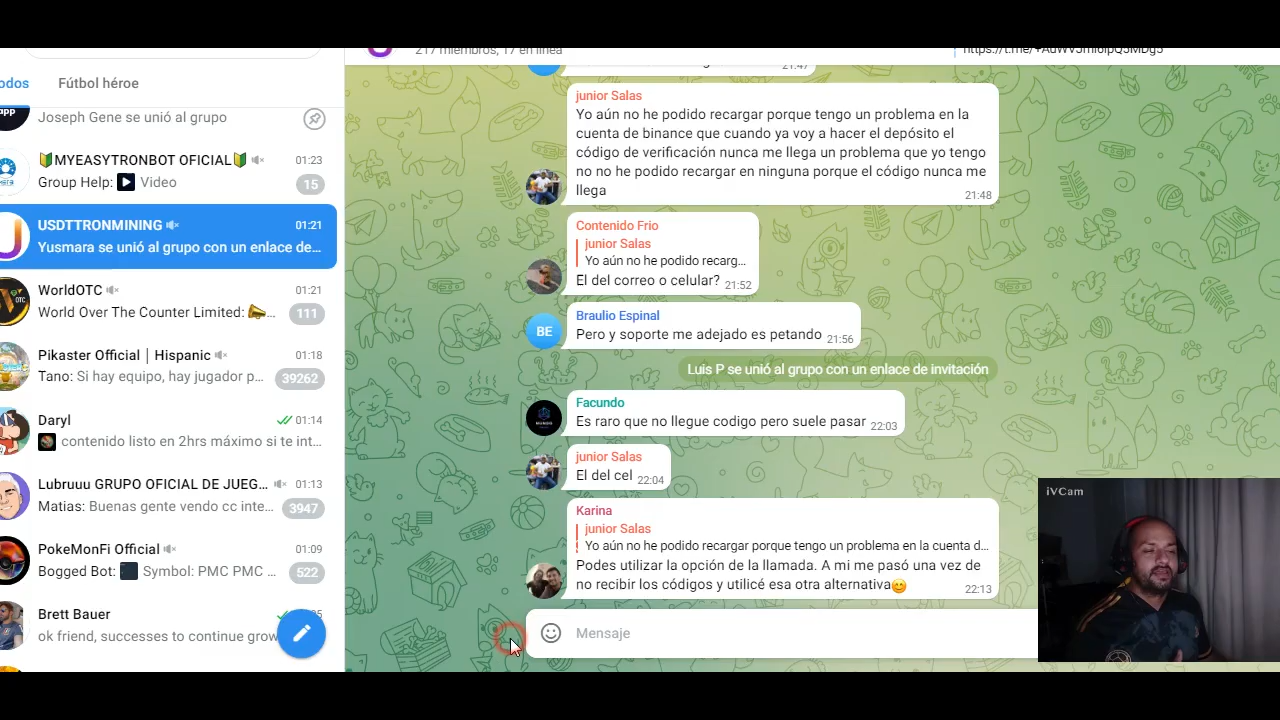 odos
Fútbol héroe
app
Joseph Gene se unió al grupo
🔰MYEASYTRONBOT OFICIAL🔰
01:23
Group Help: Video
15
USDTTRONMINING
01:21
Yusmara se unió al grupo con un enlace de...
WorldOTC
01:21
OTC
World Over The Counter Limited: 📣...
111
Pikaster Official | Hispanic
01:18
Tano: Si hay equipo, hay jugador p...
39262
Daryl
01:14
contenido listo en 2hrs máximo si te int...
Lubruuu GRUPO OFICIAL DE JUEG...
01:13
Matias: Buenas gente vendo cc inte...
3947
PokeMonFi Official
01:09
Bogged Bot: Symbol: PMC PMC ...
522
Brett Bauer
ok friend, successes to continue grow
217 miembros, 17 en línea
21:47
junior Salas
Yo aún no he podido recargar porque tengo un problema en la
cuenta de binance que cuando ya voy a hacer el depósito el
código de verificación nunca me llega un problema que yo tengo
no no he podido recargar en ninguna porque el código nunca me
llega
21:48
Contenido Frio
junior Salas
Yo aún no he podido recarg...
El del correo o celular? 21:52
Braulio Espinal
BE
Pero y soporte me adejado es petando 21:56
Luis P se unió al grupo con un enlace de invitación
Facundo
Es raro que no llegue codigo pero suele pasar 22:03
junior Salas
El del cel 22:04
Karina
junior Salas
Yo aún no he podido recargar porque tengo un problema en la cuenta d...
Podes utilizar la opción de la llamada. A mi me pasó una vez de
no recibir los códigos y utilicé esa otra alternativa😊
22:13
Mensaje
iVCam